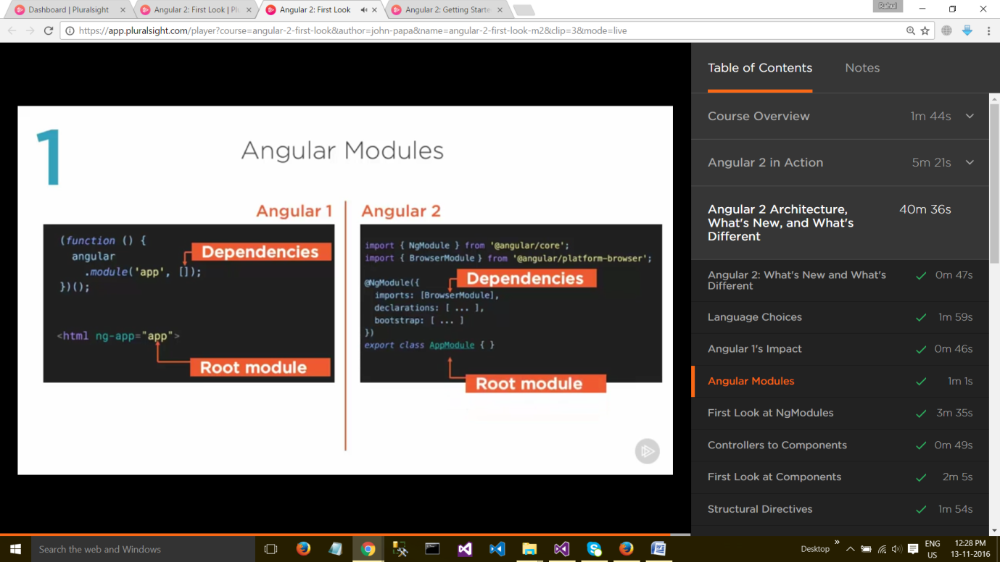 Dashboard | Pluralsight
Angular 2: First Look | Pl
Angular 2: First Look
Angular 2: Getting Starte
Rahul
https://app.pluralsight.com/player?course=angular-2-first-look&author=john-papa&name=angular-2-first-look-m2&clip=3&mode=live
1
Angular Modules
Angular 1
(function () {
angular
Dependencies
.module('app', []);
})();
<html ng-app="app">
Root module
Angular 2
import { NgModule } from '@angular/core';
import { BrowserModule } from '@angular/platform-browser';
Dependencies
@NgModule({
imports: [BrowserModule],
declarations: [ ... ],
bootstrap: [ ... ]
})
export class AppModule { }
Root module
Table of Contents Notes
Course Overview 1m 44s
Angular 2 in Action 5m 21s
Angular 2 Architecture, 40m 36s
What's New, and What's
Different
Angular 2: What's New and What's 0m 47s
Different
Language Choices 1m 59s
Angular 1's Impact 0m 46s
Angular Modules 1m 1s
First Look at NgModules 3m 35s
Controllers to Components 0m 49s
First Look at Components 2m 5s
Structural Directives 1m 54s
Search the web and Windows
Desktop
ENG
US
12:28 PM
13-11-2016